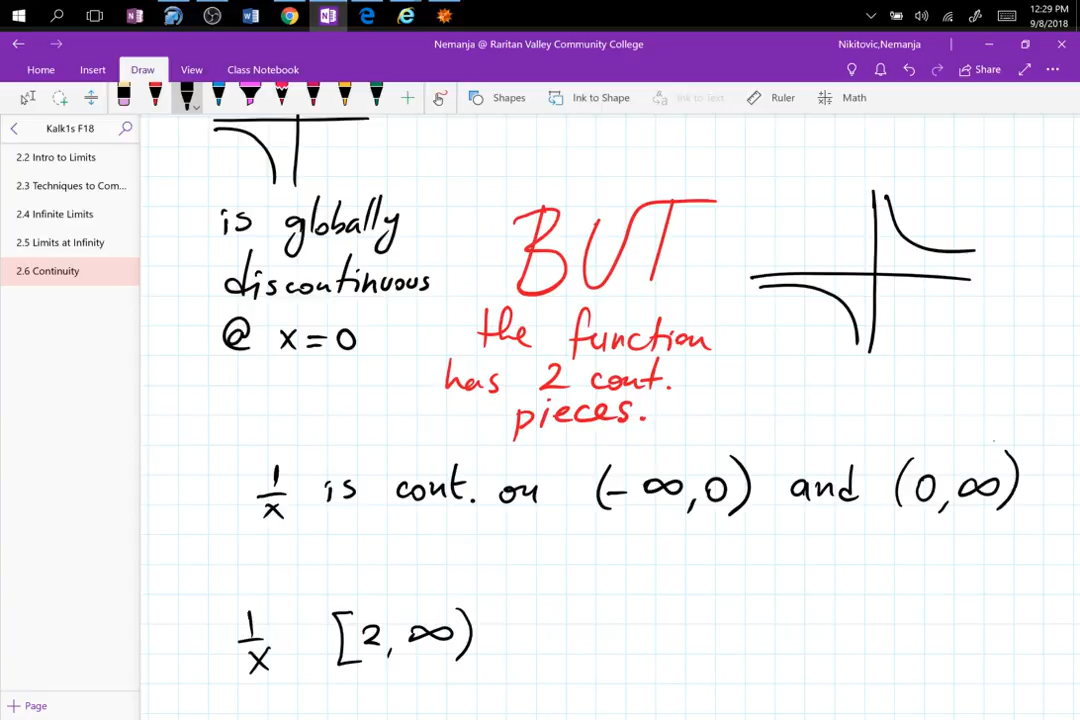 12:29 PM
9/8/2018
Nemanja @ Raritan Valley Community College
Nikitovic,Nemanja
Home Insert Draw View Class Notebook
Share
Shapes Ink to Shape Ink to Text Ruler Math
Kalk1s F18
2.2 Intro to Limits
2.3 Techniques to Com...
2.4 Infinite Limits
2.5 Limits at Infinity
2.6 Continuity
Page
is globally
discontinuous
@ x = 0
BUT
the function
has 2 cont.
pieces.
1/x is cont. on (-∞,0) and (0,∞)
1/x [2,∞)